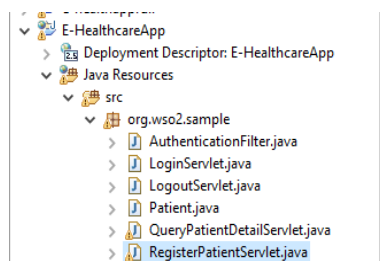 E-HealthcareApp
Deployment Descriptor: E-HealthcareApp
Java Resources
src
org.wso2.sample
AuthenticationFilter.java
LoginServlet.java
LogoutServlet.java
Patient.java
QueryPatientDetailServlet.java
RegisterPatientServlet.java